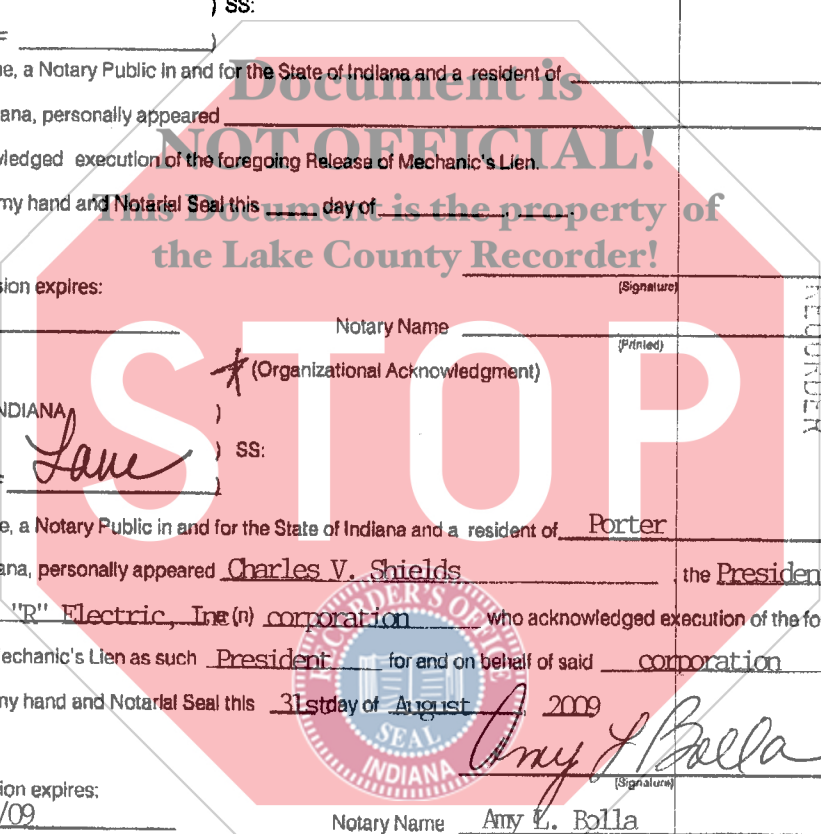 ) SS:
)
e, a Notary Public in and for the State of Indiana and a resident of
ana, personally appeared
ledged execution of the foregoing Release of Mechanic's Lien.
my hand and Notarial Seal this ____ day of ________, ____.
Document is
NOT OFFICIAL!
This Document is the property of
the Lake County Recorder!
STOP
sion expires:
(Signature)
Notary Name
(Printed)
RECORDER
(Organizational Acknowledgment)
NDIANA )
) SS:
)
e, a Notary Public in and for the State of Indiana and a resident of Porter
ana, personally appeared Charles V. Shields, the Presiden
"R" Electric, Inc (n) corporation who acknowledged execution of the fo
echanic's Lien as such President for and on behalf of said corporation
my hand and Notarial Seal this 31stday of August, 2009
RECORDER'S OFFICE
SEAL
INDIANA
Amy L Bolla
(Signature)
ion expires:
/09
Notary Name Amy L. Bolla